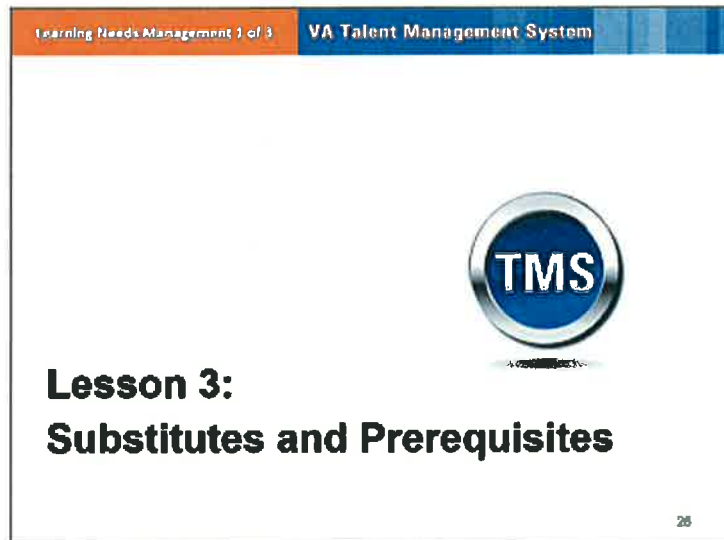 Learning Needs Management 1 of 3
VA Talent Management System
TMS
Lesson 3:
Substitutes and Prerequisites
26